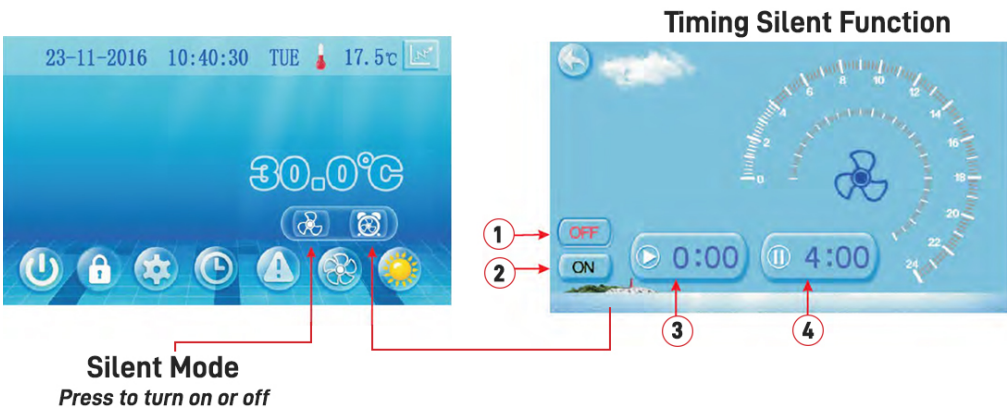 Timing Silent Function
23-11-2016 10:40:30 TUE 17.5℃
30.0℃
0 2 4 6 8 10 12 14 16 18 20 22 24
1 OFF
2 ON
0:00 4:00
3 4
Silent Mode
Press to turn on or off